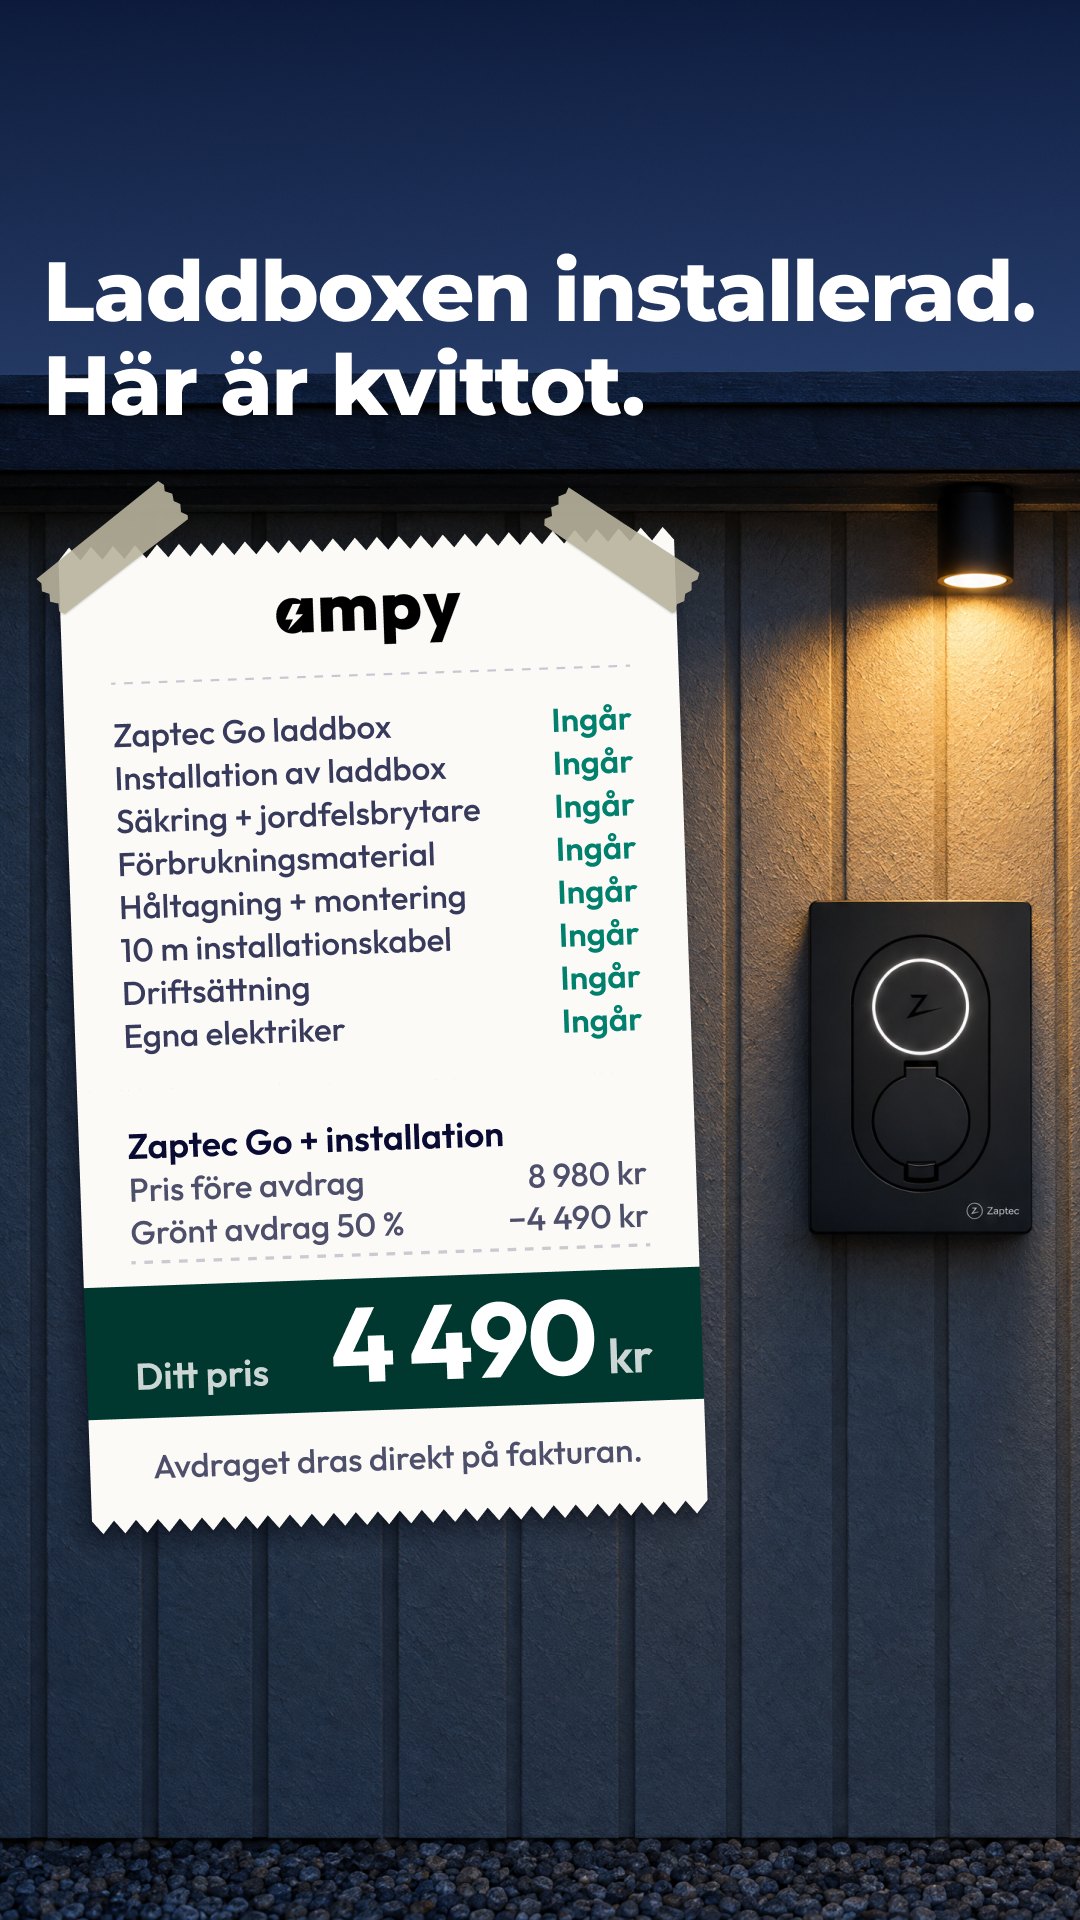 Laddboxen installerad.
Här är kvittot.
ampy
Zaptec Go laddbox Ingår
Installation av laddbox Ingår
Säkring + jordfelsbrytare Ingår
Förbrukningsmaterial Ingår
Håltagning + montering Ingår
10 m installationskabel Ingår
Driftsättning Ingår
Egna elektriker Ingår
Zaptec Go + installation
Pris före avdrag 8 980 kr
Grönt avdrag 50 % −4 490 kr
Ditt pris 4 490 kr
Avdraget dras direkt på fakturan.
Zaptec